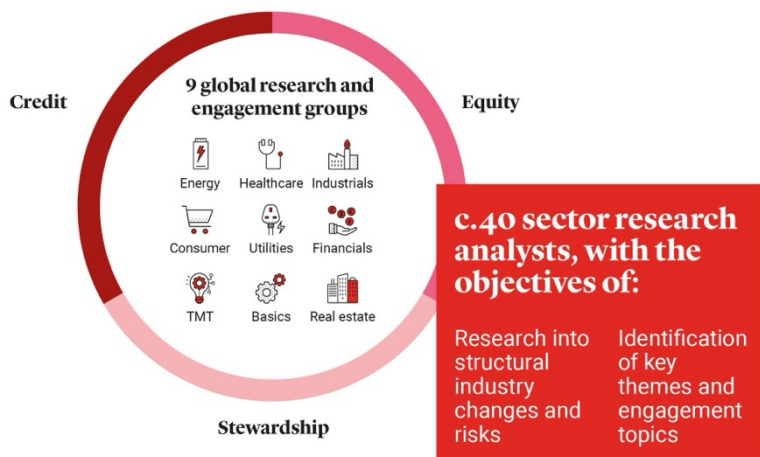 9 global research and
engagement groups
Credit
Equity
Energy
Healthcare
Industrials
Consumer
Utilities
Financials
TMT
Basics
Real estate
Stewardship
c.40 sector research
analysts, with the
objectives of:
Research into
structural
industry
changes and
risks
Identification
of key
themes and
engagement
topics